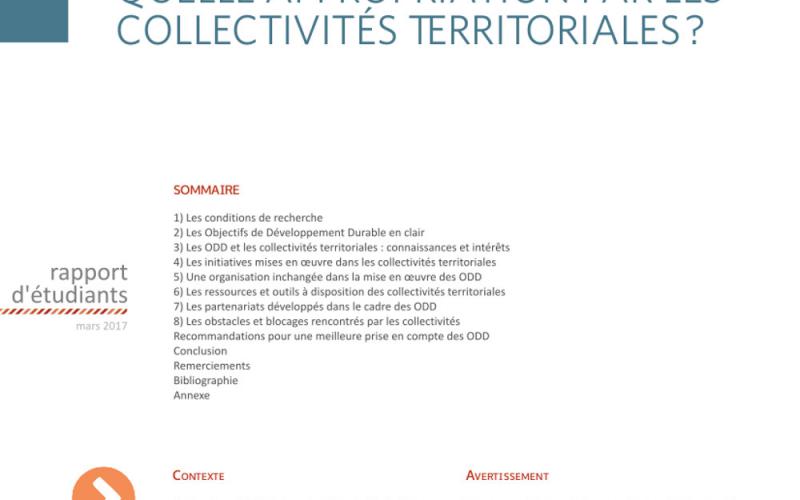 QUELLE APPROPRIATION PAR LES
COLLECTIVITÉS TERRITORIALES ?
SOMMAIRE
1) Les conditions de recherche
2) Les Objectifs de Développement Durable en clair
3) Les ODD et les collectivités territoriales : connaissances et intérêts
4) Les initiatives mises en œuvre dans les collectivités territoriales
5) Une organisation inchangée dans la mise en œuvre des ODD
6) Les ressources et outils à disposition des collectivités territoriales
7) Les partenariats développés dans le cadre des ODD
8) Les obstacles et blocages rencontrés par les collectivités
Recommandations pour une meilleure prise en compte des ODD
Conclusion
Remerciements
Bibliographie
Annexe
rapport
d'étudiants
mars 2017
Contexte
Avertissement